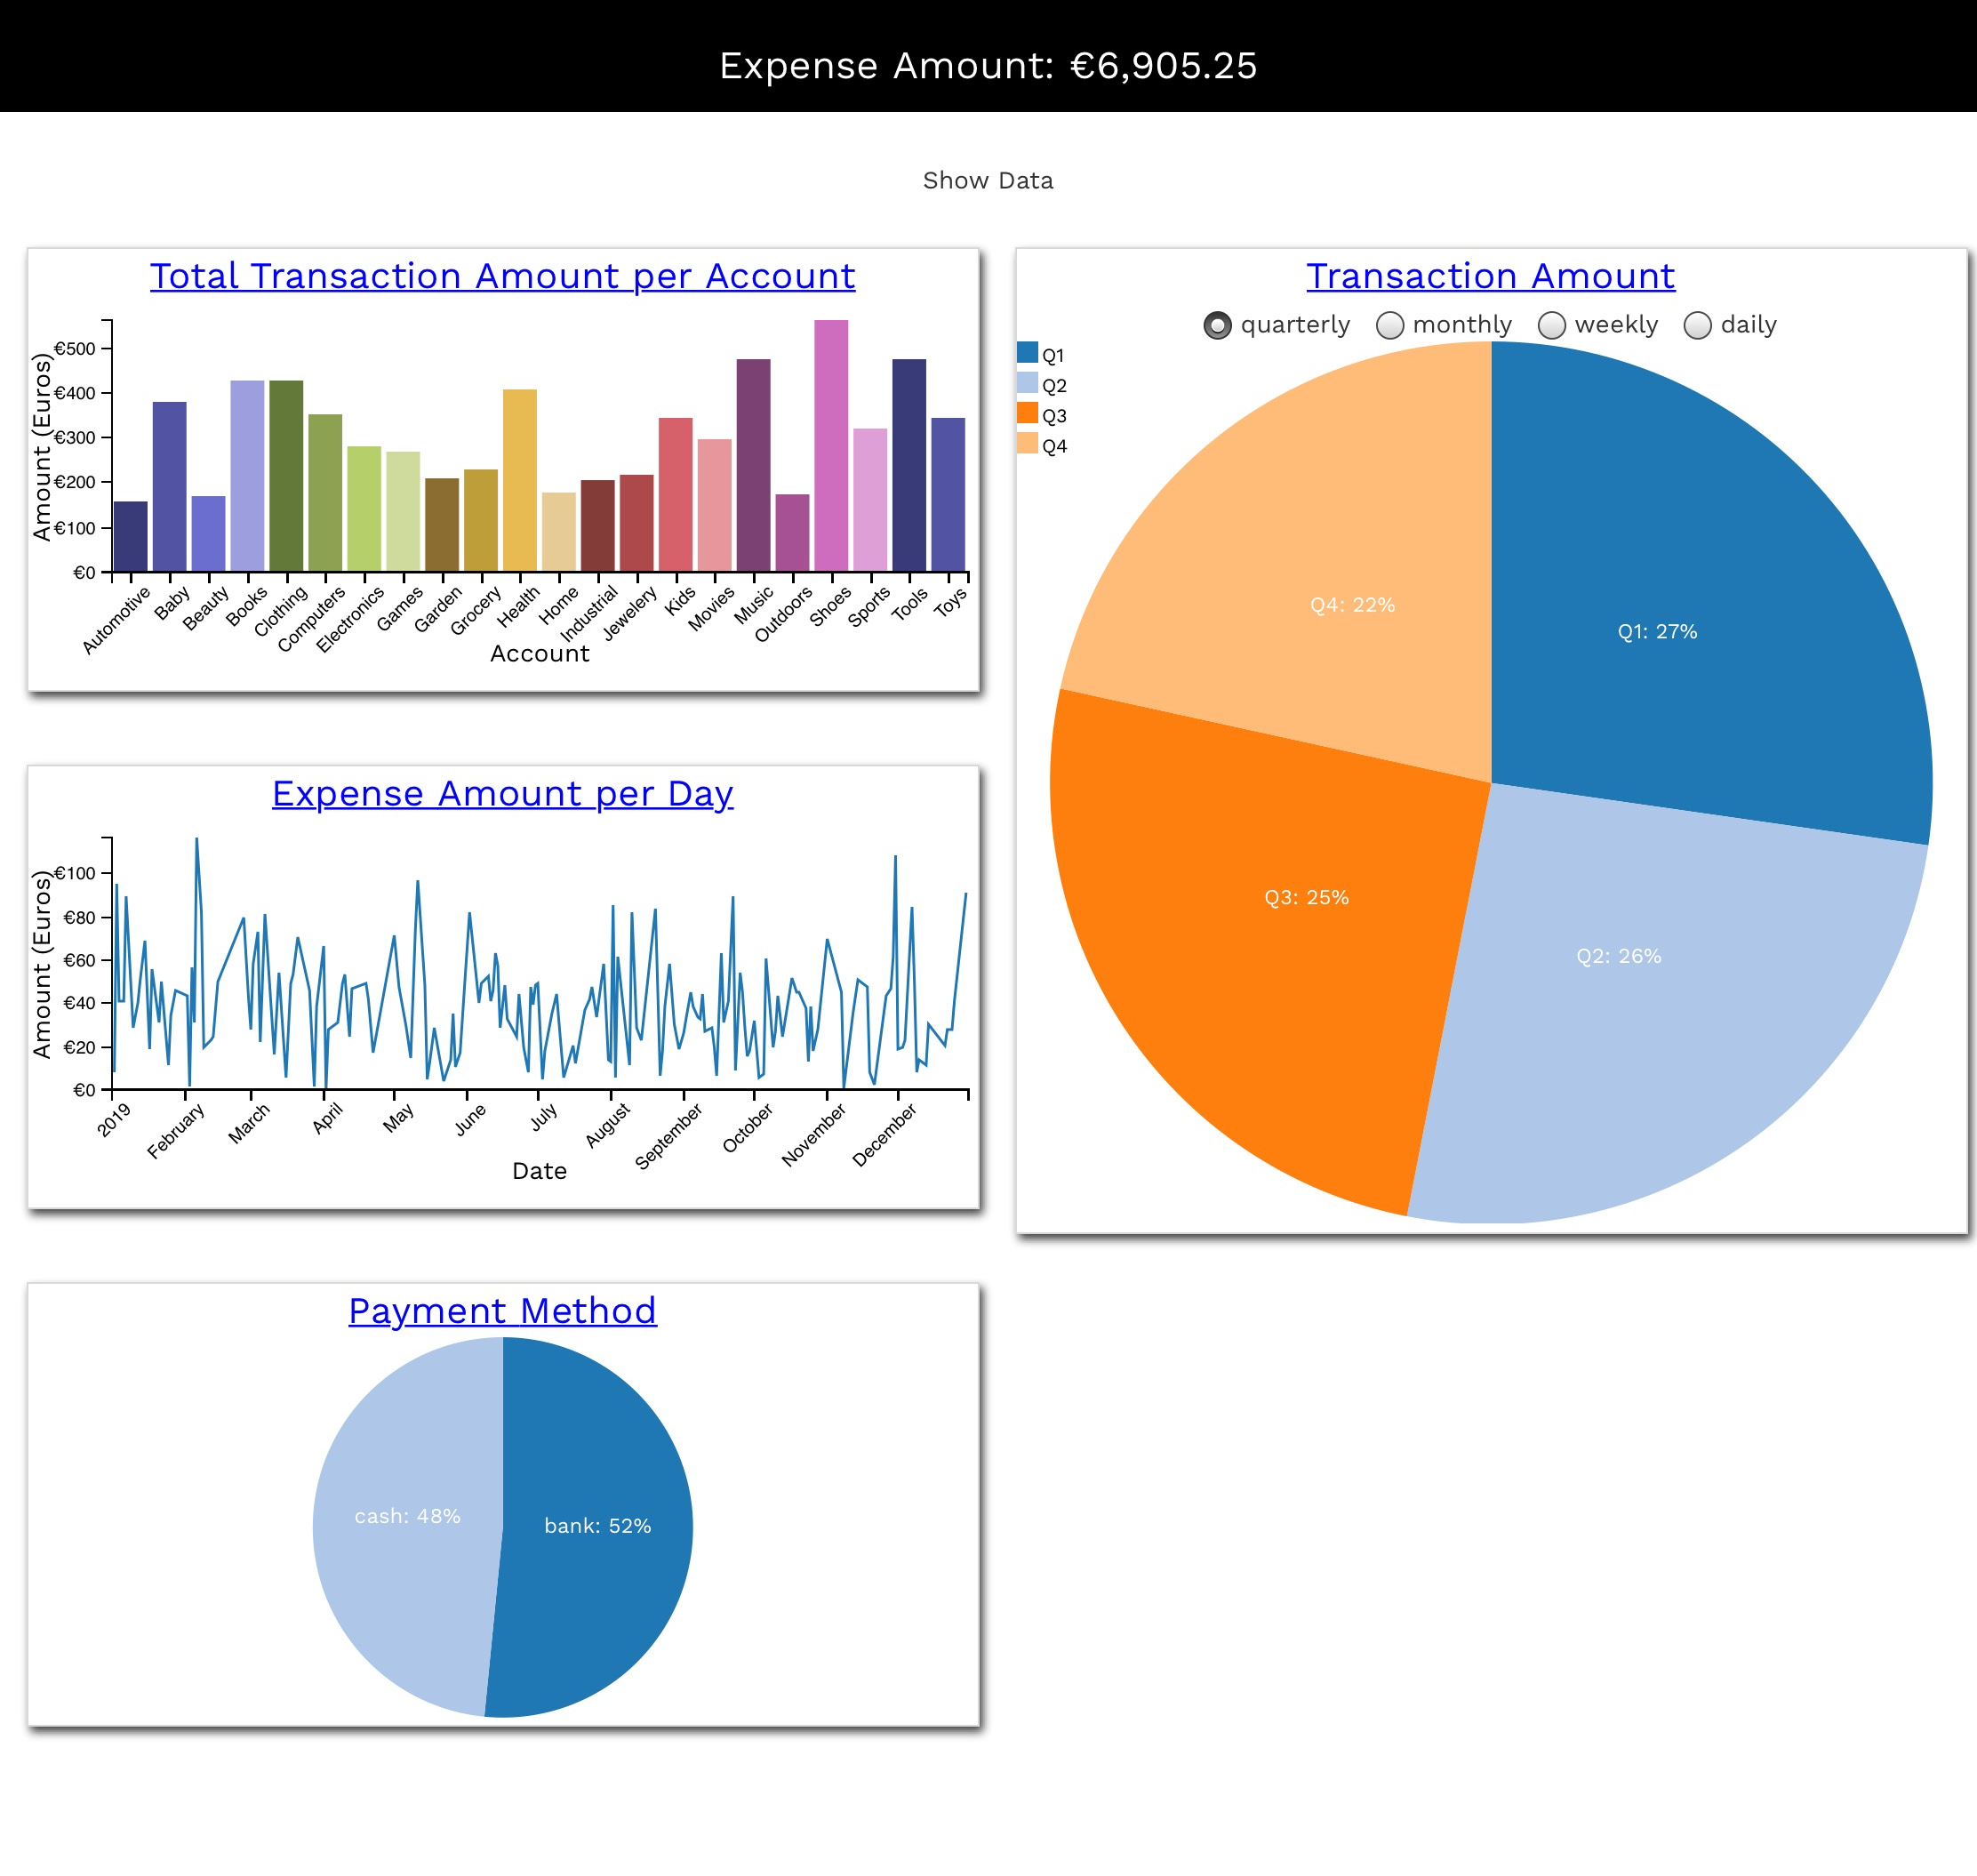 Expense Amount: €6,905.25
Show Data
Total Transaction Amount per Account
Amount (Euros)
€500
€400
€300
€200
€100
€0
Automotive
Baby
Beauty
Books
Clothing
Computers
Electronics
Games
Garden
Grocery
Health
Home
Industrial
Jewelery
Kids
Movies
Music
Outdoors
Shoes
Sports
Tools
Toys
Account
Transaction Amount
quarterly monthly weekly daily
Q1
Q2
Q3
Q4
Q4: 22%
Q1: 27%
Q3: 25%
Q2: 26%
Expense Amount per Day
Amount (Euros)
€100
€80
€60
€40
€20
€0
2019
February
March
April
May
June
July
August
September
October
November
December
Date
Payment Method
cash: 48%
bank: 52%